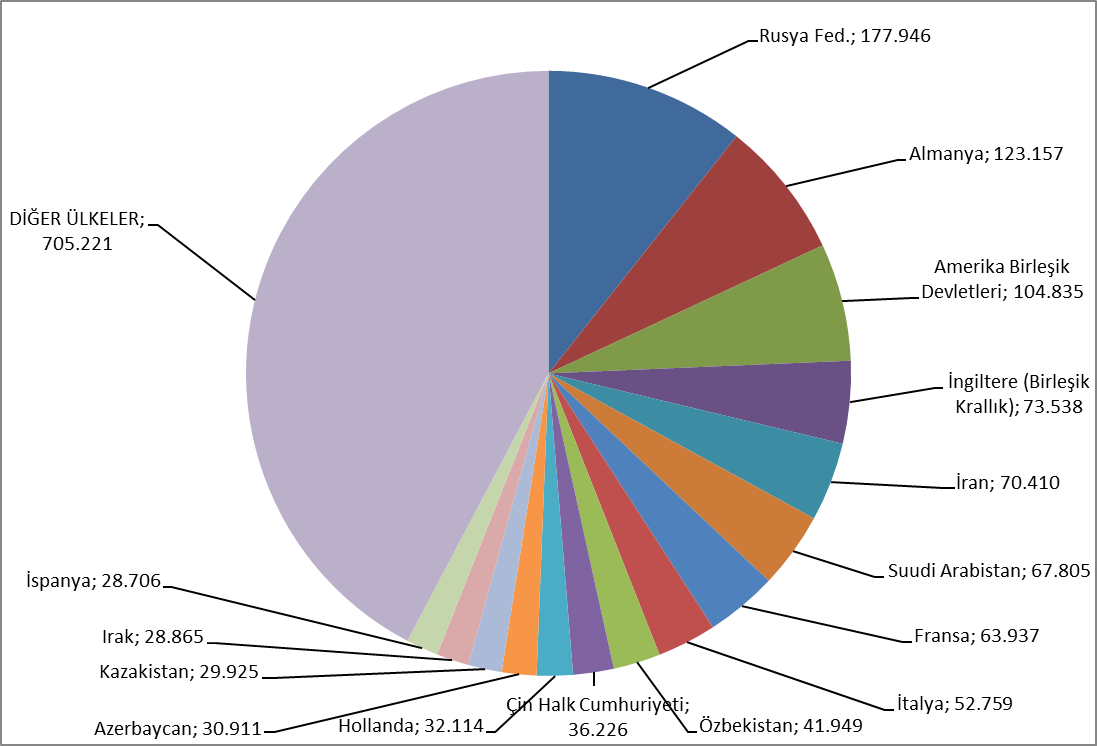 Rusya Fed.; 177.946
Almanya; 123.157
Amerika Birleşik
Devletleri; 104.835
İngiltere (Birleşik
Krallık); 73.538
İran; 70.410
Suudi Arabistan; 67.805
Fransa; 63.937
İtalya; 52.759
Özbekistan; 41.949
Çin Halk Cumhuriyeti;
36.226
Hollanda; 32.114
Azerbaycan; 30.911
Kazakistan; 29.925
Irak; 28.865
İspanya; 28.706
DİĞER ÜLKELER;
705.221